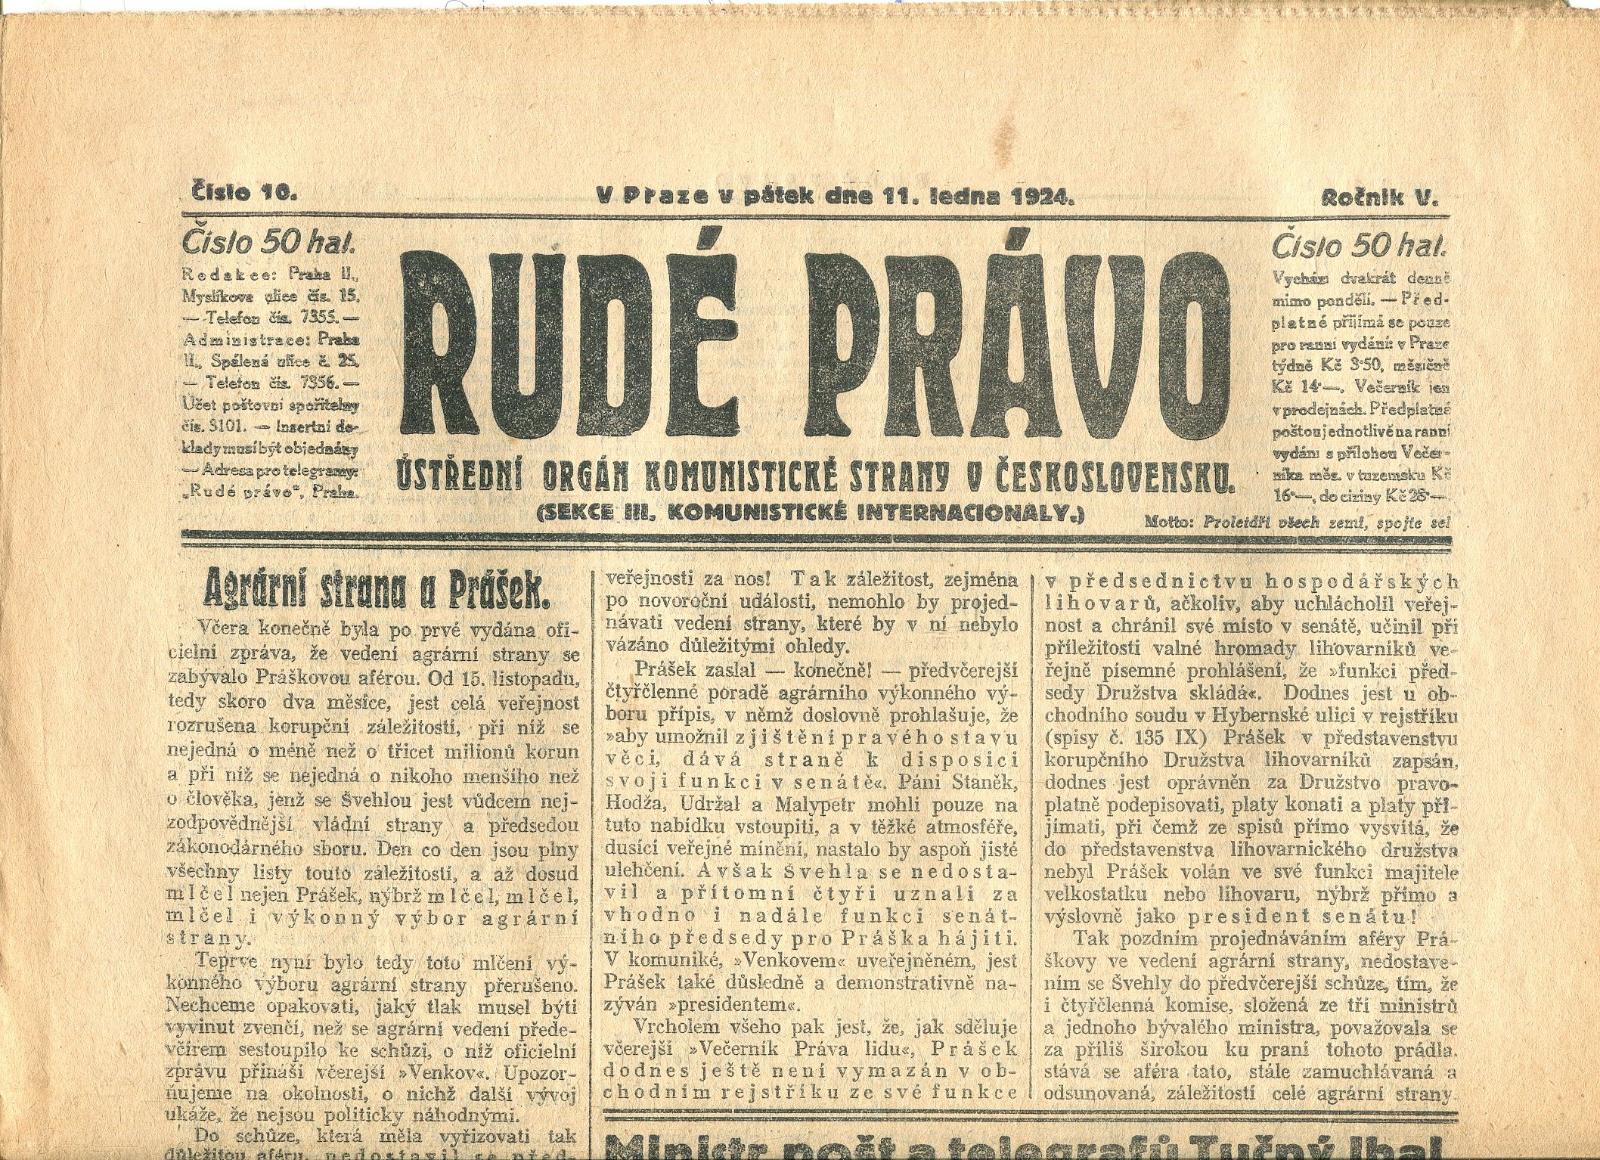 Číslo 10.
V Praze v pátek dne 11. ledna 1924.
Ročník V.
Číslo 50 hal.
Redakce: Praha II.,
Myslíkova ulice čís. 15.
— Telefon čís. 7355. —
Administrace: Praha
II., Spálená ulice č. 25.
— Telefon čís. 7356. —
Účet poštovní spořitelny
čís. 5101. — Insertní do-
klady musí být objednány
— Adresa pro telegramy:
„Rudé právo", Praha.
RUDÉ PRÁVO
ÚSTŘEDNÍ ORGÁN KOMUNISTICKÉ STRANY V ČESKOSLOVENSKU.
(SEKCE III. KOMUNISTICKÉ INTERNACIONALY.)
Číslo 50 hal.
Vychází dvakrát denně
mimo pondělí. — Před-
platné přijímá se pouze
pro ranní vydání: v Praze
týdně Kč 3·50, měsíčně
Kč 14·—. Večerník jen
v prodejnách. Předplatné
poštou jednotlivě na ranní
vydání s přílohou Večer-
níka měs. v tuzemsku Kč
16·—, do ciziny Kč 28·—.
Motto: Proletáři všech zemí, spojte se!
Agrární strana a Prášek.
Včera konečně byla po prvé vydána ofi-
cielní zpráva, že vedení agrární strany se
zabývalo Práškovou aférou. Od 15. listopadu,
tedy skoro dva měsíce, jest celá veřejnost
rozrušena korupční záležitostí, při níž se
nejedná o méně než o třicet milionů korun
a při níž se nejedná o nikoho menšího než
o člověka, jenž se Švehlou jest vůdcem nej-
zodpovědnější vládní strany a předsedou
zákonodárného sboru. Den co den jsou plny
všechny listy touto záležitostí, a až dosud
mlčel nejen Prášek, nýbrž mlčel, mlčel,
mlčel i výkonný výbor agrární
strany.
Teprve nyní bylo tedy toto mlčení vý-
konného výboru agrární strany přerušeno.
Nechceme opakovati, jaký tlak musel býti
vyvinut zvenčí, než se agrární vedení přede-
včírem sestoupilo ke schůzi, o níž oficielní
zprávu přináší včerejší »Venkov«. Upozor-
ňujeme na okolnosti, o nichž další vývoj
ukáže, že nejsou politicky náhodnými.
Do schůze, která měla vyřizovati tak
důležitou aféru, nedostavil se před-
veřejnosti za nos! Tak záležitost, zejména
po novoroční události, nemohlo by projed-
návati vedení strany, které by v ní nebylo
vázáno důležitými ohledy.
Prášek zaslal — konečně! — předvčerejší
čtyřčlenné poradě agrárního výkonného vý-
boru přípis, v němž doslovně prohlašuje, že
»aby umožnil zjištění pravého stavu
věci, dává straně k disposici
svoji funkci v senátě«. Páni Staněk,
Hodža, Udržal a Malypetr mohli pouze na
tuto nabídku vstoupiti, a v těžké atmosféře,
dusící veřejné mínění, nastalo by aspoň jisté
ulehčení. Avšak Švehla se nedosta-
vil a přítomní čtyři uznali za
vhodno i nadále funkci senát-
ního předsedy pro Práška hájiti.
V komuniké, »Venkovem« uveřejněném, jest
Prášek také důsledně a demonstrativně na-
zýván »presidentem«.
Vrcholem všeho pak jest, že, jak sděluje
včerejší »Večerník Práva lidu«, Prášek
dodnes ještě není vymazán v ob-
chodním rejstříku ze své funkce
v předsednictvu hospodářských
lihovarů, ačkoliv, aby uchlácholil veřej-
nost a chránil své místo v senátě, učinil při
příležitosti valné hromady lihovarníků ve-
řejně písemné prohlášení, že »funkci před-
sedy Družstva skládá«. Dodnes jest u ob-
chodního soudu v Hybernské ulici v rejstříku
(spisy č. 135 IX) Prášek v představenstvu
korupčního Družstva lihovarníků zapsán,
dodnes jest oprávněn za Družstvo pravo-
platně podepisovati, platy konati a platy při-
jímati, při čemž ze spisů přímo vysvítá, že
do představenstva lihovarnického družstva
nebyl Prášek volán ve své funkci majitele
velkostatku nebo lihovaru, nýbrž přímo a
výslovně jako president senátu!
Tak pozdním projednáváním aféry Prá-
škovy ve vedení agrární strany, nedostave-
ním se Švehly do předvčerejší schůze, tím, že
i čtyřčlenná komise, složená ze tří ministrů
a jednoho bývalého ministra, považovala se
za příliš širokou ku praní tohoto prádla,
stává se aféra tato, stále zamuchlávaná a
odsunovaná, záležitostí celé agrární strany.
Ministr pošt a telegrafů Tučný lhal